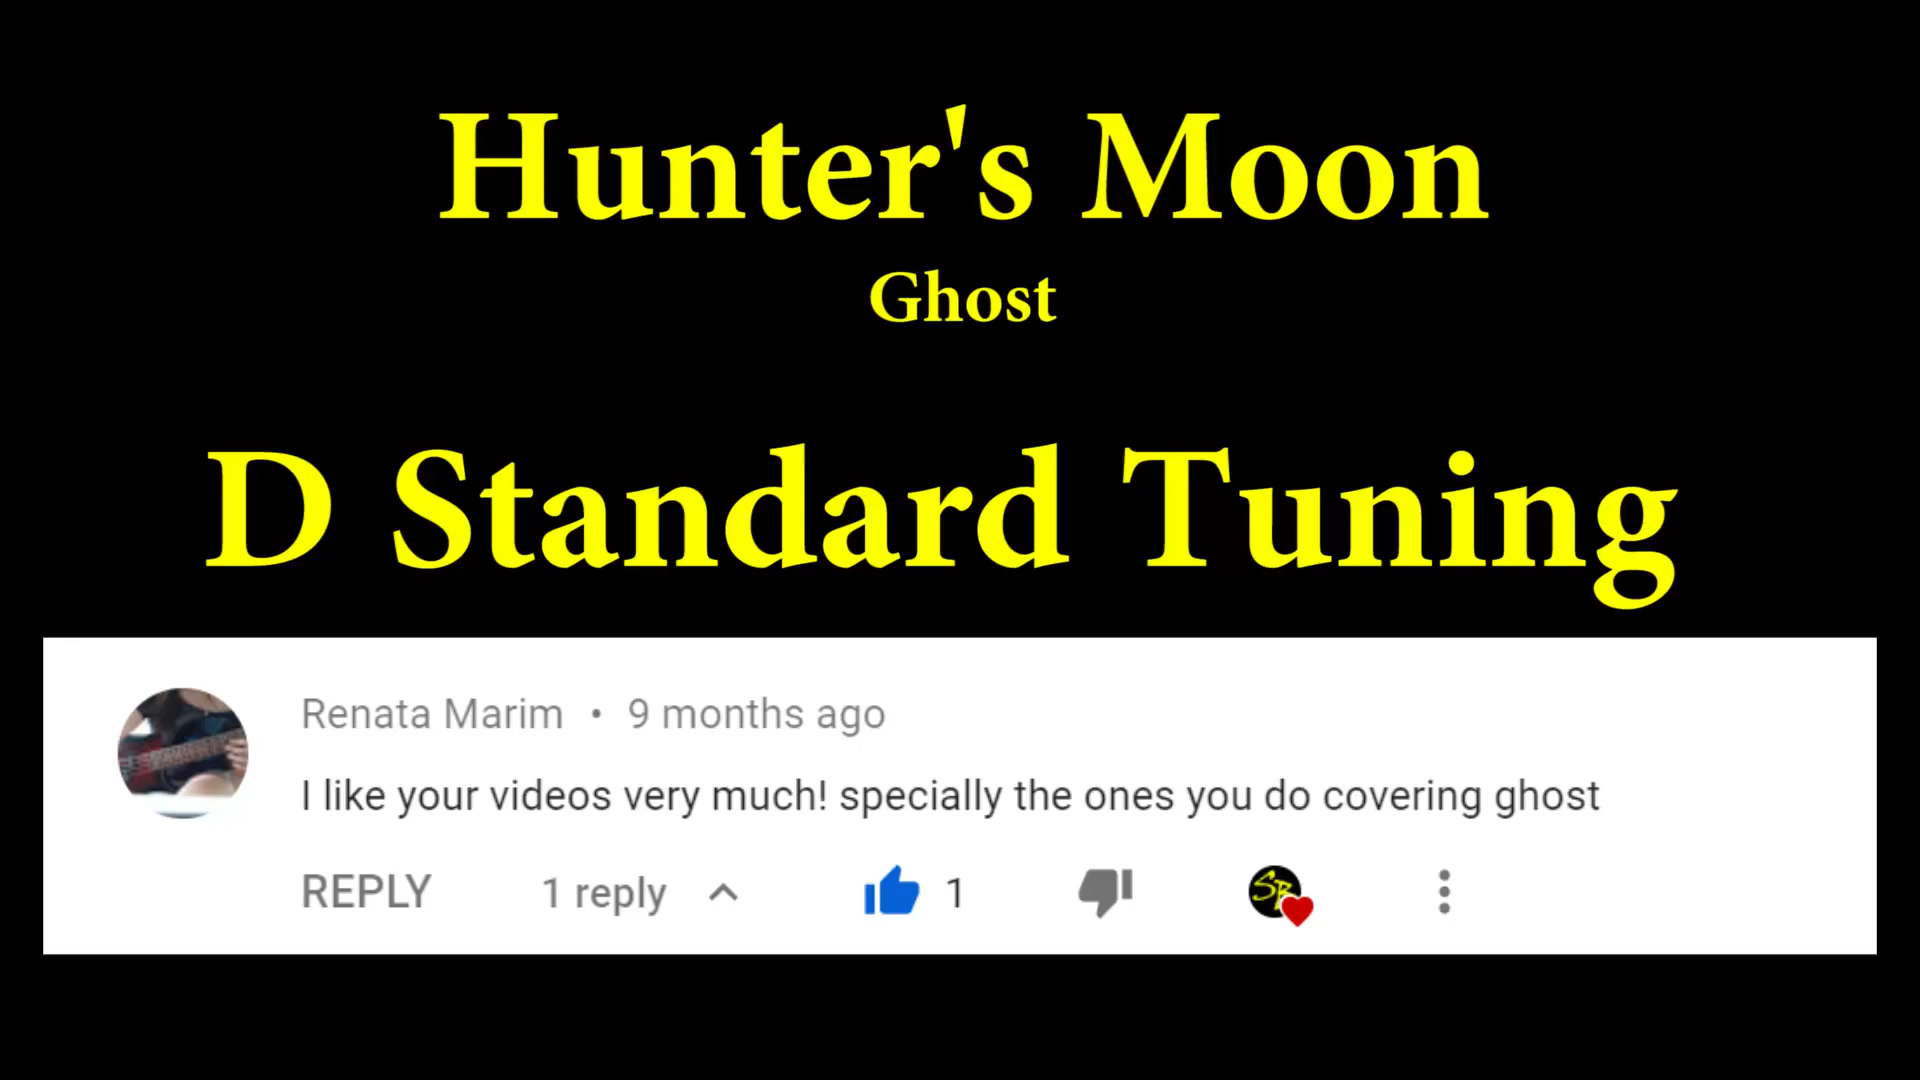 Hunter's Moon
Ghost
D Standard Tuning
Renata Marim • 9 months ago
I like your videos very much! specially the ones you do covering ghost
REPLY 1 reply 1
SB